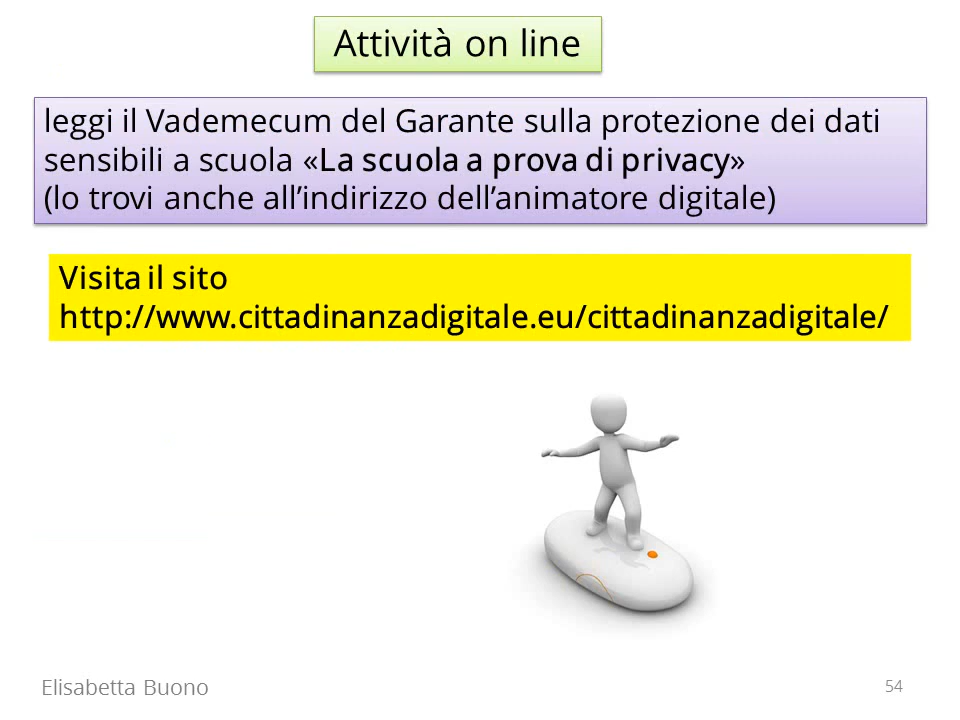 Attività on line
leggi il Vademecum del Garante sulla protezione dei dati
sensibili a scuola «La scuola a prova di privacy»
(lo trovi anche all’indirizzo dell’animatore digitale)
Visita il sito
http://www.cittadinanzadigitale.eu/cittadinanzadigitale/
Elisabetta Buono
54